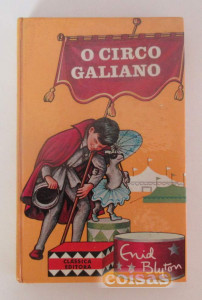 O CIRCO
GALIANO
CLÁSSICA
EDITORA
Enid
Blyton
coisas